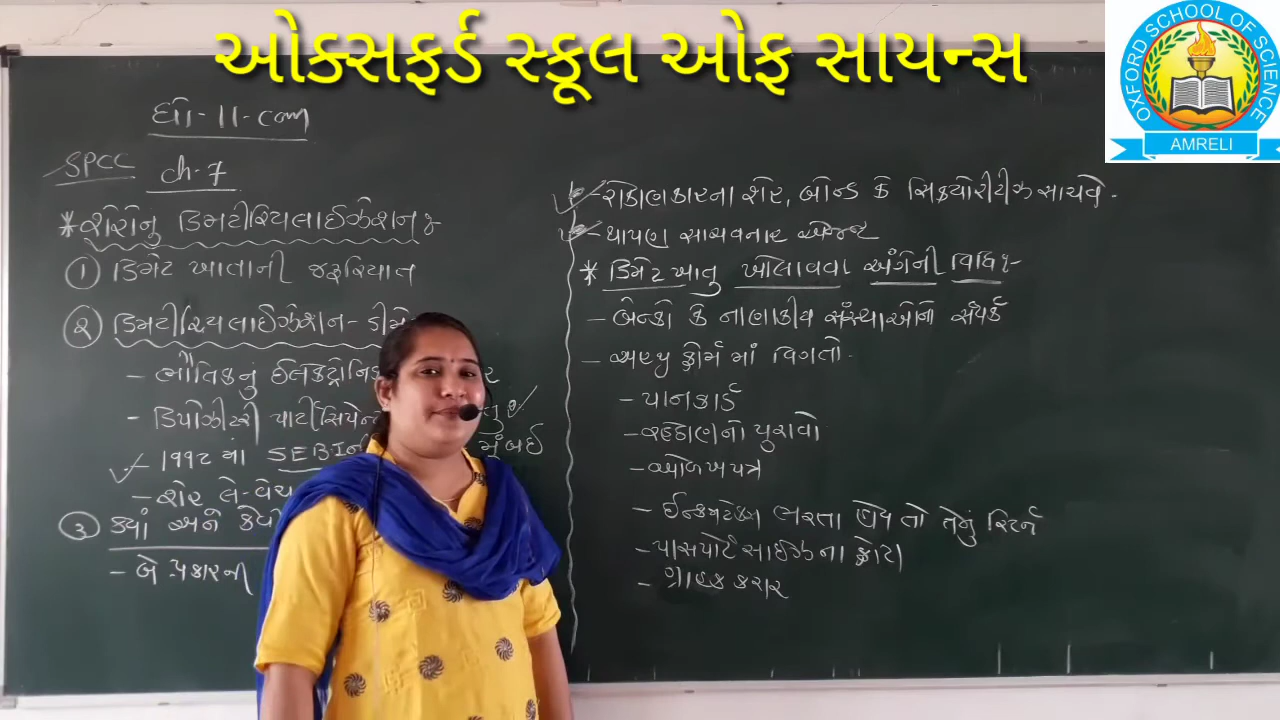 ઓક્સફર્ડ સ્કૂલ ઓફ સાયન્સ
OXFORD SCHOOL OF SCIENCE
AMRELI
ધો-11-com
SPCC ch-7
* શેરોનું ડિમટીરિયલાઈઝેશન :
① ડિમેટ ખાતાની જરૂરિયાત
② ડિમટીરિયલાઈઝેશન - ડીમે
- ભૌતિકનું ઈલેક્ટ્રોનિક ર
- ડિપોઝીટરી પાર્ટીસિપેન્ટ
- ૧૯૯૨ માં SEBI મુંબઈ
- શેર લે-વેચ
③ ક્યાં અને કેવી
- બે પ્રકારની
- રોકાણકારના શેર, બોન્ડ કે સિક્યોરીટીઝ સાચવે.
- થાપણ સાચવનાર એજન્ટ
* ડિમેટ ખાતુ ખોલાવવા અંગેની વિધિ :-
- બેન્કો કે નાણાકીય સંસ્થાઓનો સંપર્ક
- ફોર્મ માં વિગતો.
- પાનકાર્ડ
- રહેઠાણનો પુરાવો
- ઓળખપત્ર
- ઈન્કમટેક્ષ ભરતા હોય તો તેનું રિટર્ન
- પાસપોર્ટ સાઈઝના ફોટા
- ગ્રાહક કરાર